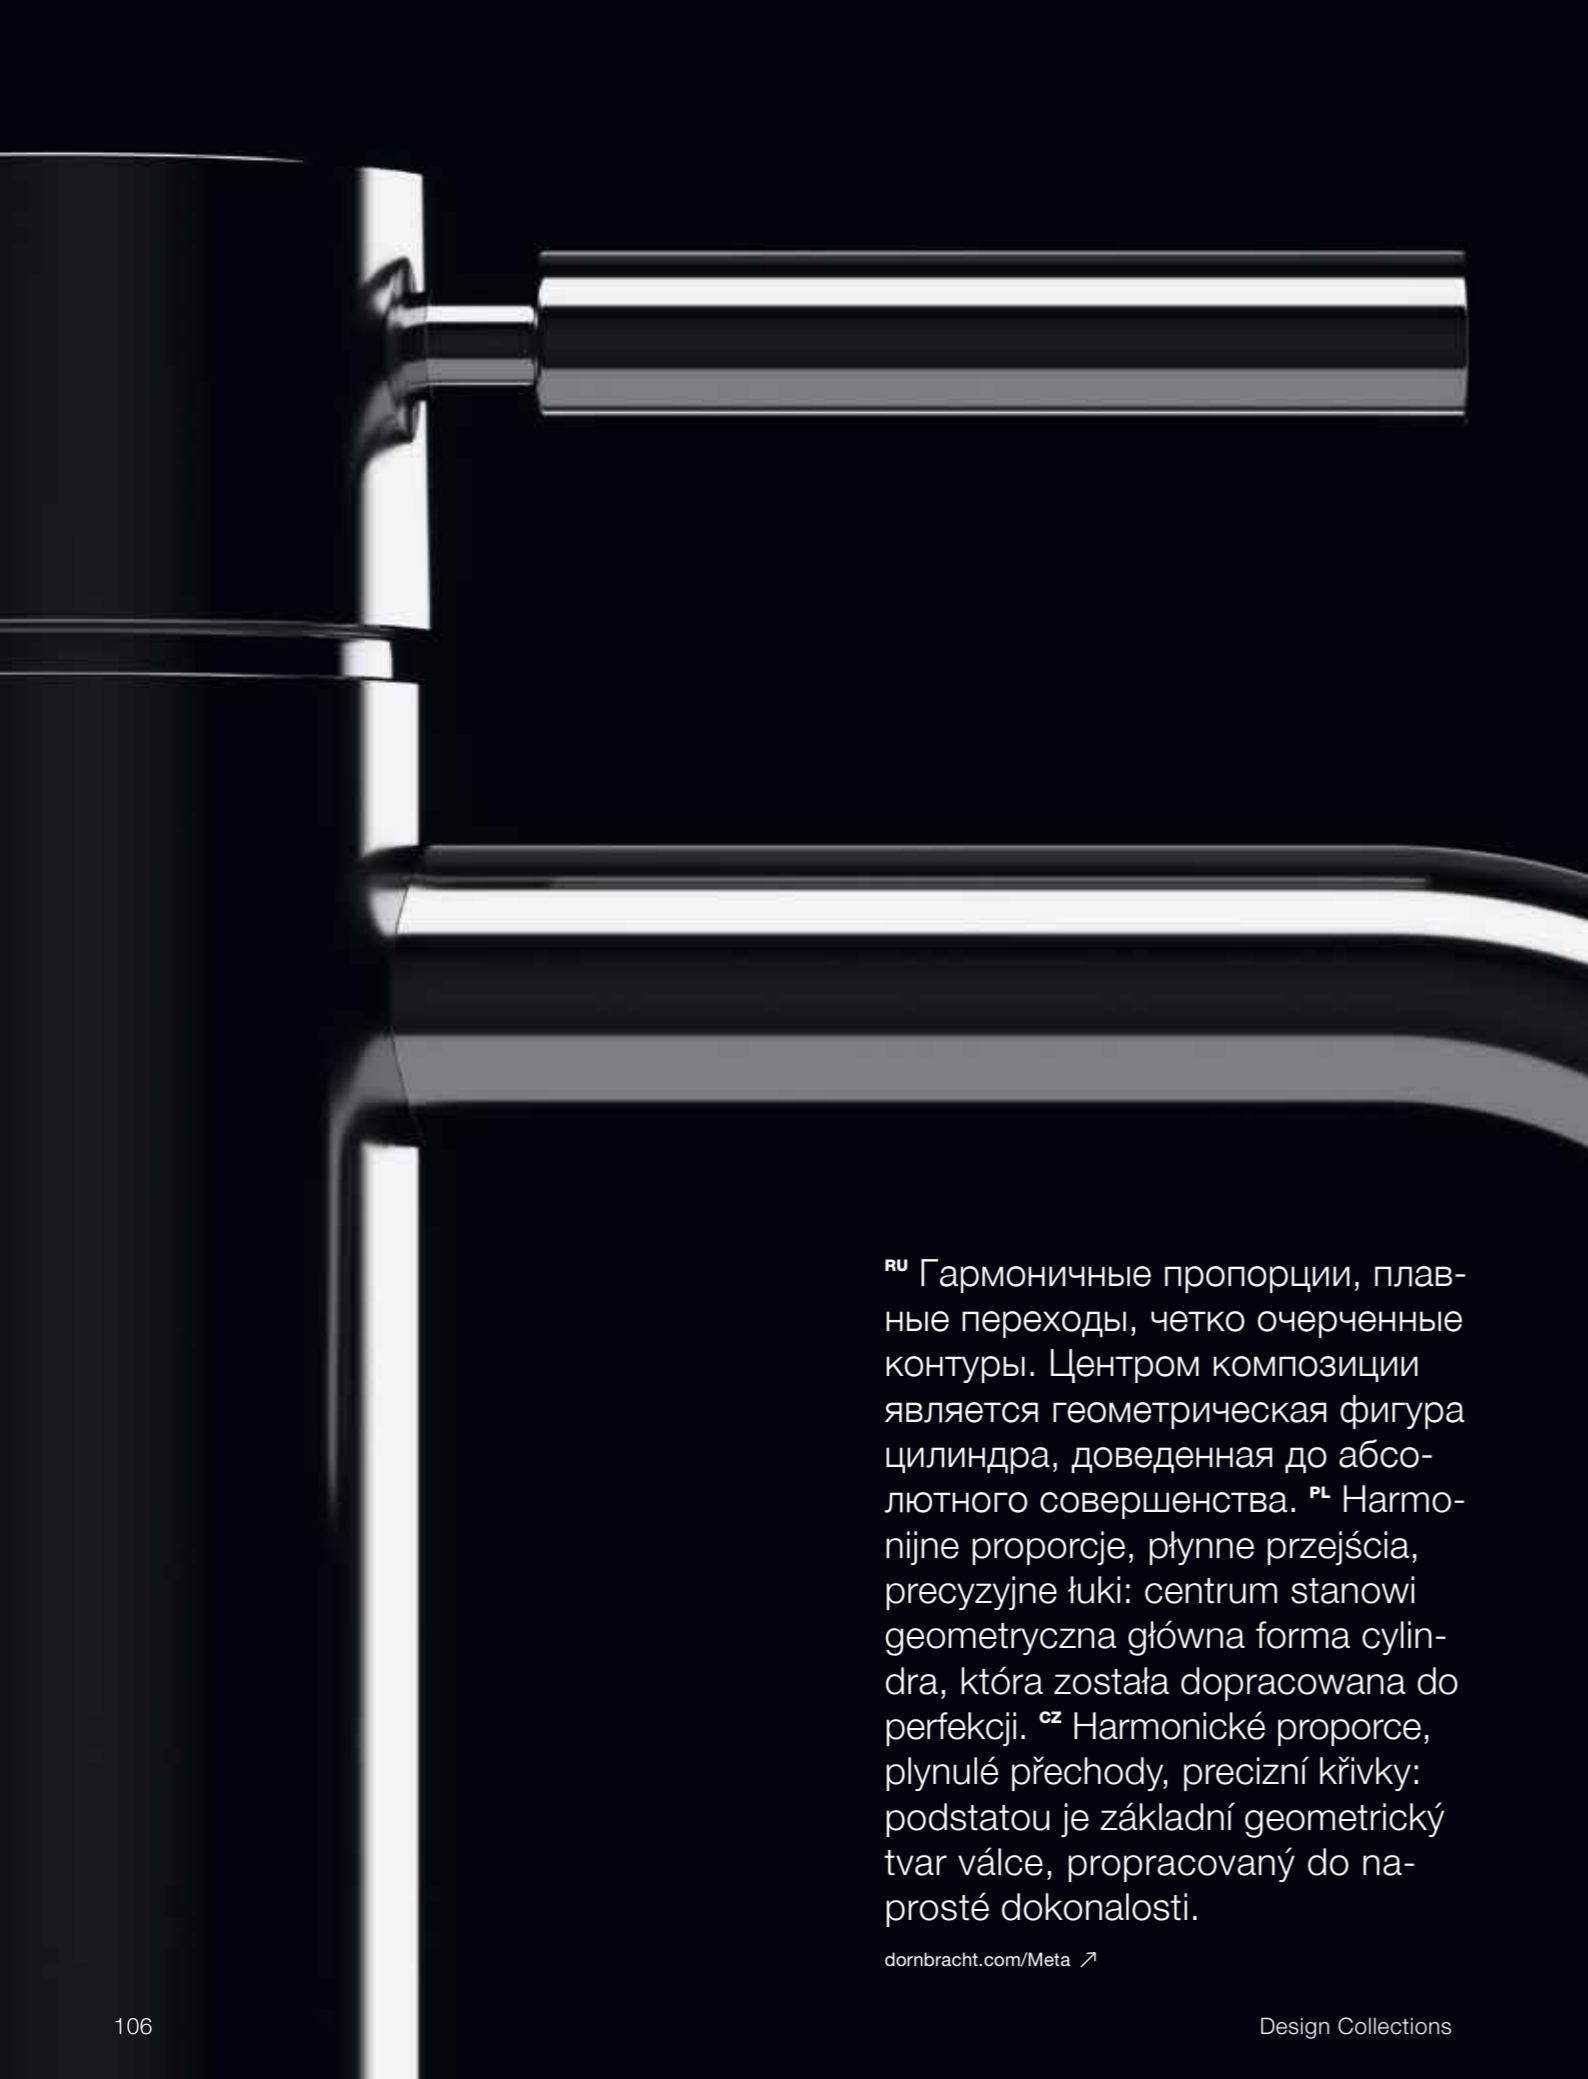 RU Гармоничные пропорции, плав-
ные переходы, четко очерченные
контуры. Центром композиции
является геометрическая фигура
цилиндра, доведенная до абсо-
лютного совершенства. PL Harmo-
nijne proporcje, płynne przejścia,
precyzyjne łuki: centrum stanowi
geometryczna główna forma cylin-
dra, która została dopracowana do
perfekcji. CZ Harmonické proporce,
plynulé přechody, precizní křivky:
podstatou je základní geometrický
tvar válce, propracovaný do na-
prosté dokonalosti.
dornbracht.com/Meta ↗
106
Design Collections